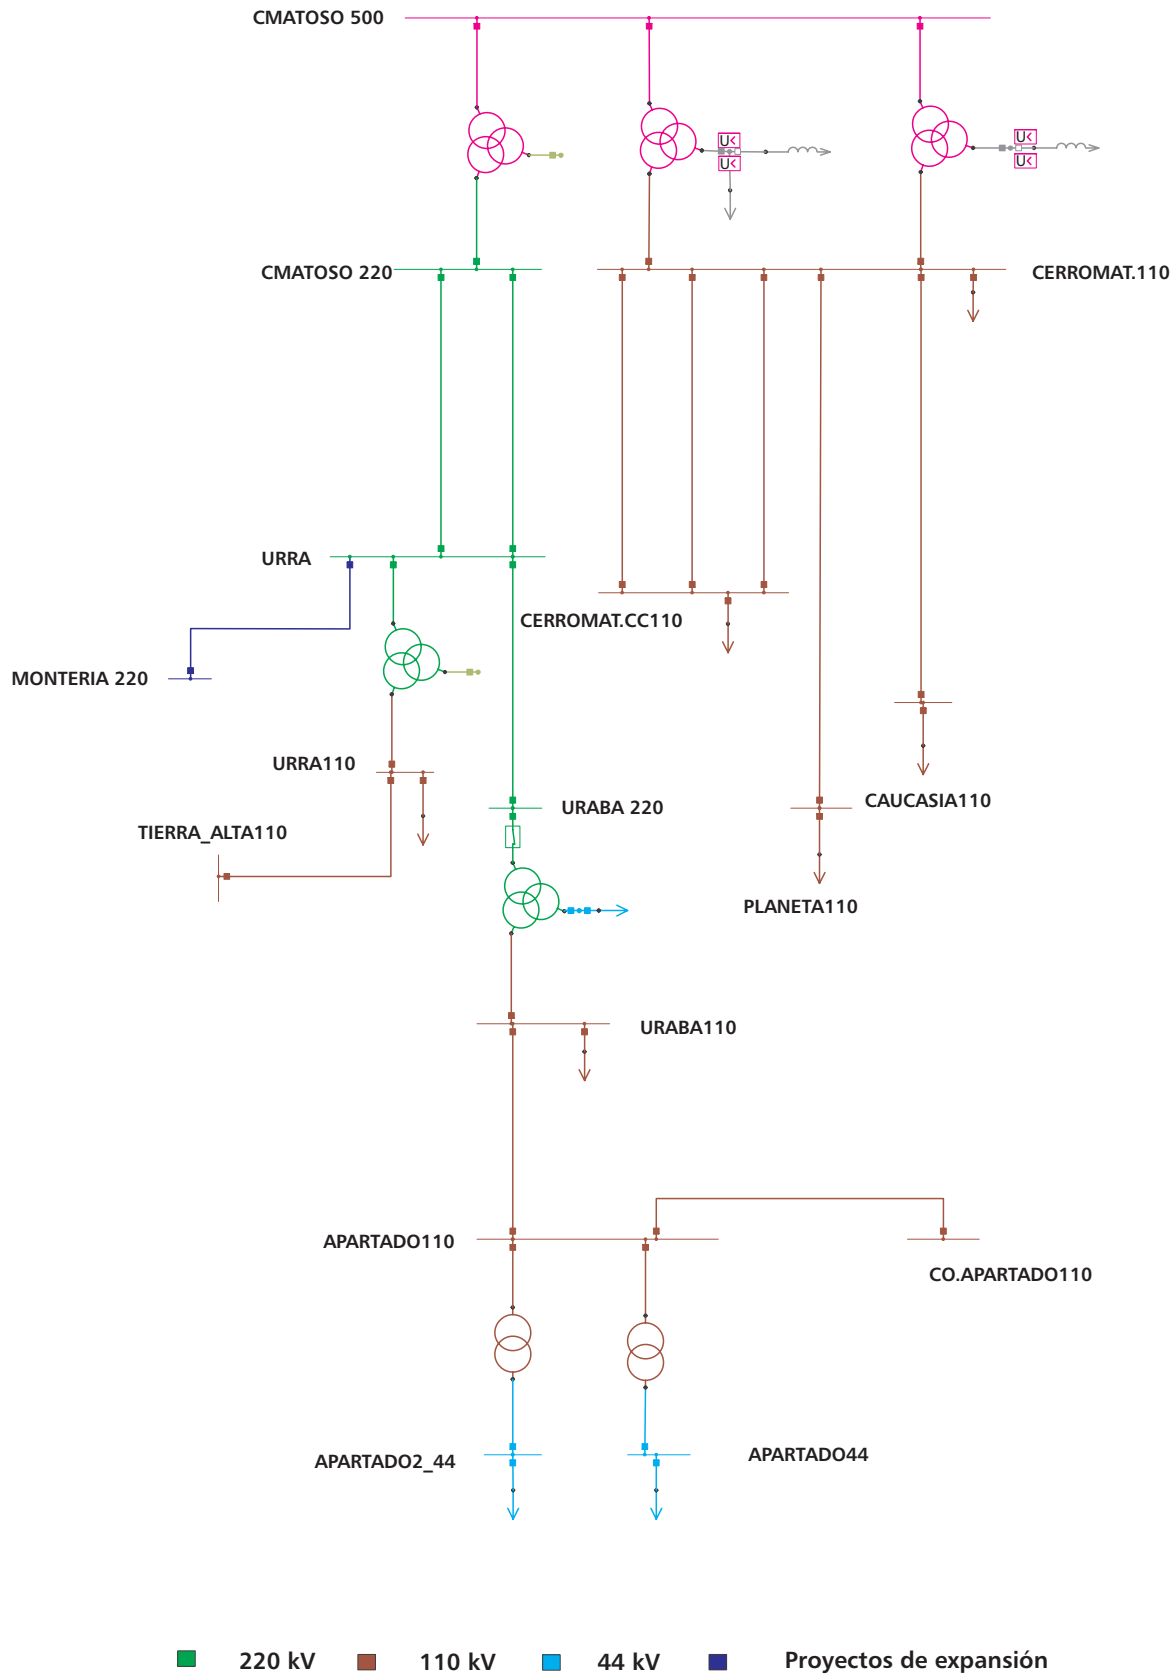 CMATOSO 500
U<
U<
U<
U<
CMATOSO 220
CERROMAT.110
URRA
CERROMAT.CC110
MONTERIA 220
URRA110
CAUCASIA110
URABA 220
TIERRA_ALTA110
PLANETA110
URABA110
APARTADO110
CO.APARTADO110
APARTADO2_44
APARTADO44
220 kV
110 kV
44 kV
Proyectos de expansión